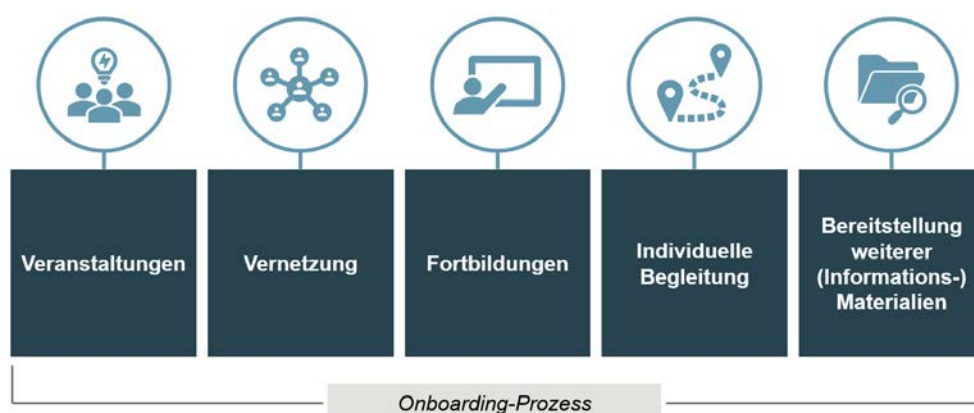 Veranstaltungen
Vernetzung
Fortbildungen
Individuelle
Begleitung
Bereitstellung
weiterer
(Informations-)
Materialien
Onboarding-Prozess